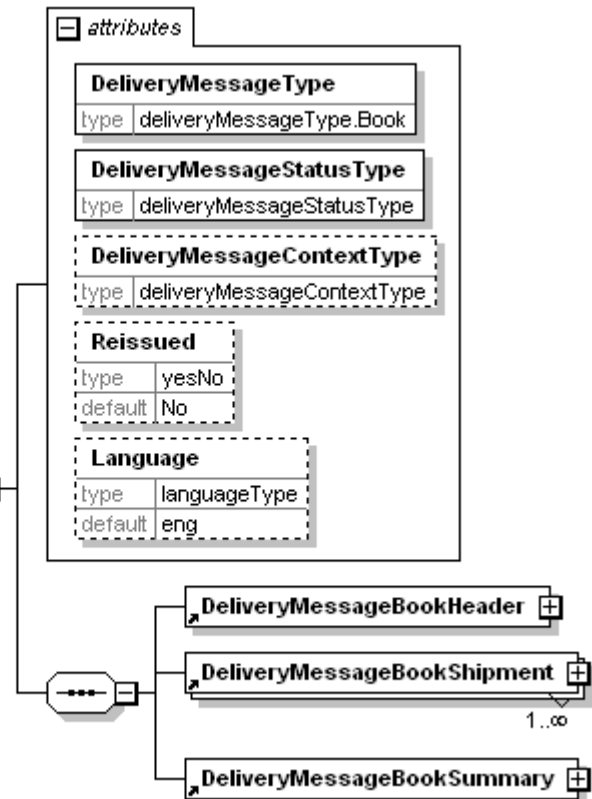 attributes
DeliveryMessageType
type deliveryMessageType.Book
DeliveryMessageStatusType
type deliveryMessageStatusType
DeliveryMessageContextType
type deliveryMessageContextType
Reissued
type yesNo
default No
Language
type languageType
default eng
DeliveryMessageBookHeader
DeliveryMessageBookShipment
1..∞
DeliveryMessageBookSummary